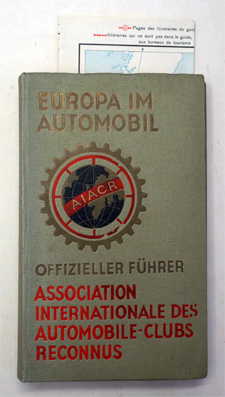 Pages des itinéraires du guide
Itinéraires qui ne sont pas dans le guide,
aux bureaux de tourisme
EUROPA IM
AUTOMOBIL
AIACR
OFFIZIELLER FÜHRER
ASSOCIATION
INTERNATIONALE DES
AUTOMOBILE-CLUBS
RECONNUS